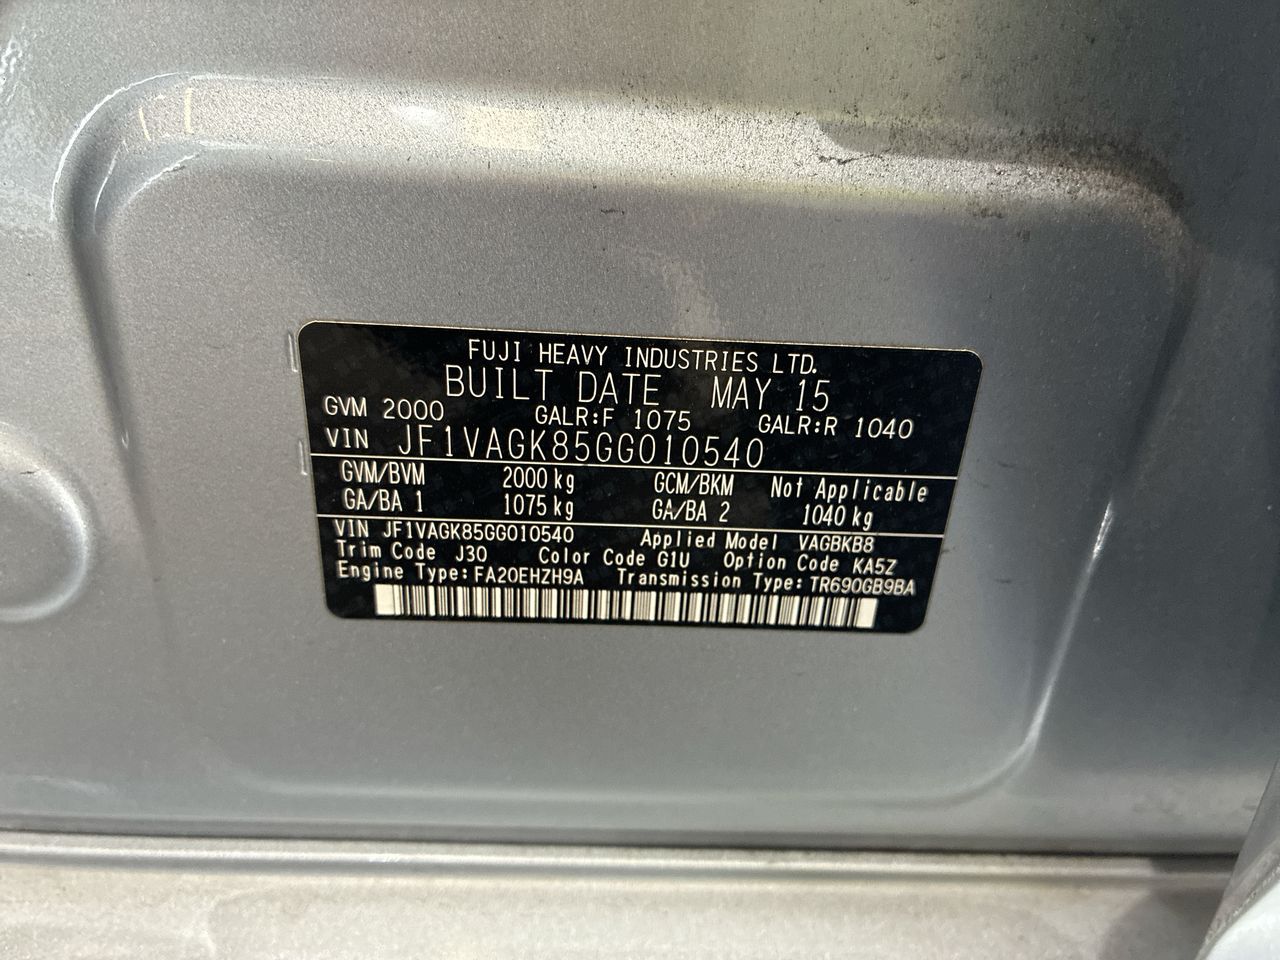 FUJI HEAVY INDUSTRIES LTD.
BUILT DATE MAY 15
GVM 2000 GALR:F 1075 GALR:R 1040
VIN JF1VAGK85GG010540
GVM/BVM 2000 kg GCM/BKM Not Applicable
GA/BA 1 1075 kg GA/BA 2 1040 kg
VIN JF1VAGK85GG010540 Applied Model VAGBKB8
Trim Code J30 Color Code G1U Option Code KA5Z
Engine Type: FA20EHZH9A Transmission Type: TR690GB9BA